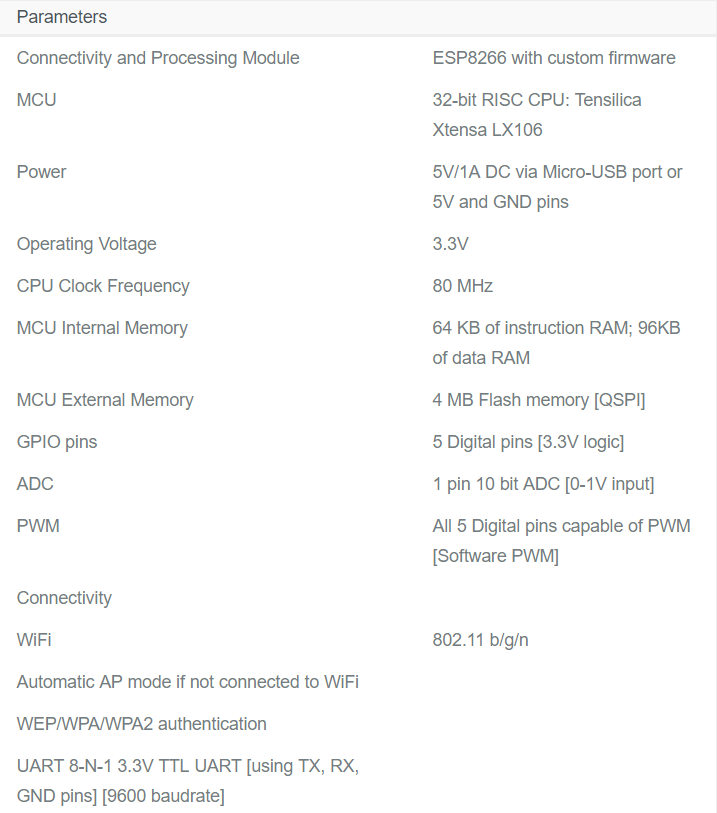 Parameters
Connectivity and Processing Module ESP8266 with custom firmware
MCU 32-bit RISC CPU: Tensilica
Xtensa LX106
Power 5V/1A DC via Micro-USB port or
5V and GND pins
Operating Voltage 3.3V
CPU Clock Frequency 80 MHz
MCU Internal Memory 64 KB of instruction RAM; 96KB
of data RAM
MCU External Memory 4 MB Flash memory [QSPI]
GPIO pins 5 Digital pins [3.3V logic]
ADC 1 pin 10 bit ADC [0-1V input]
PWM All 5 Digital pins capable of PWM
[Software PWM]
Connectivity
WiFi 802.11 b/g/n
Automatic AP mode if not connected to WiFi
WEP/WPA/WPA2 authentication
UART 8-N-1 3.3V TTL UART [using TX, RX,
GND pins] [9600 baudrate]